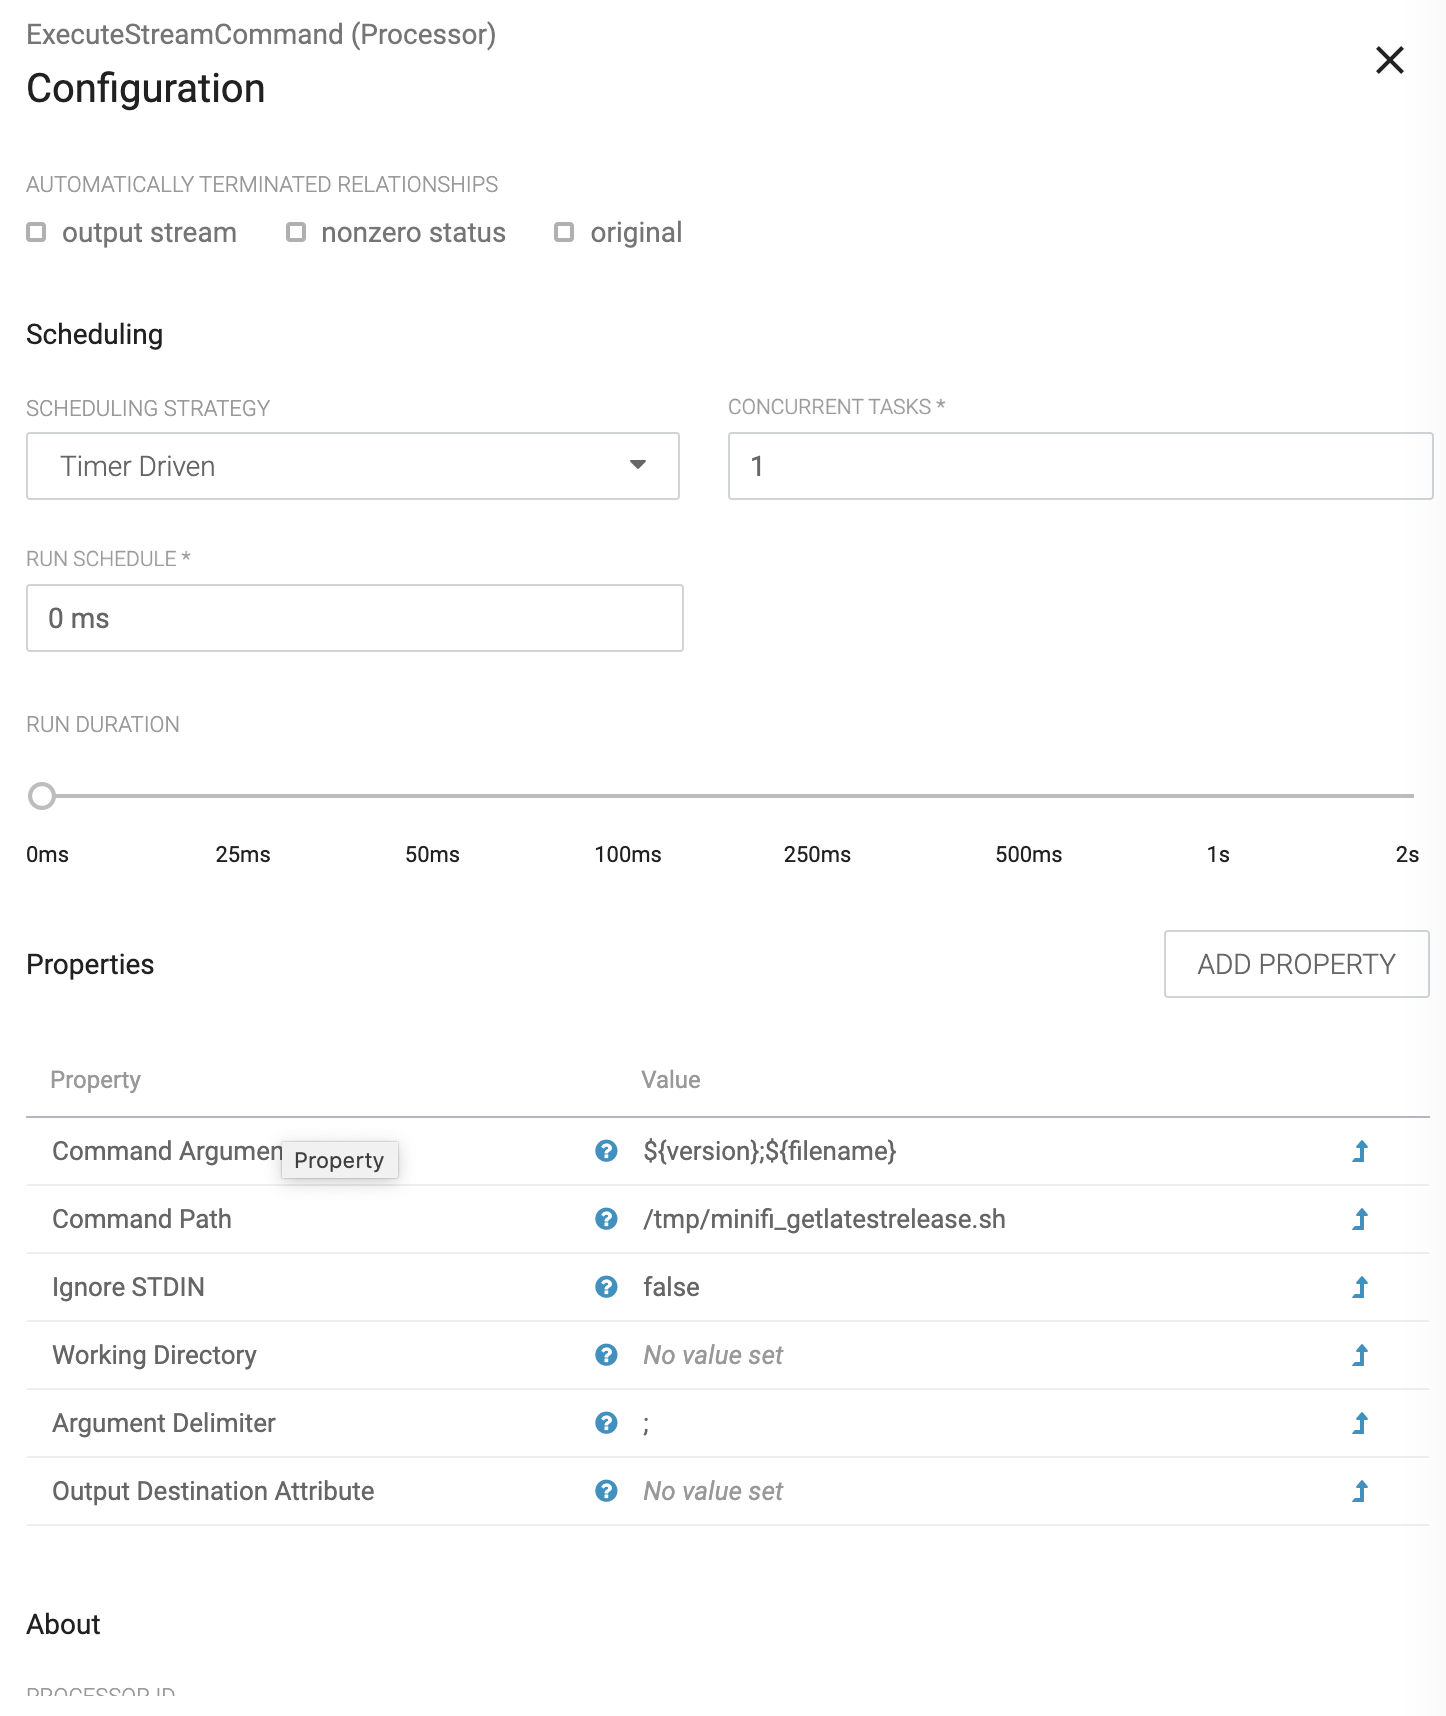 ExecuteStreamCommand (Processor)
Configuration
AUTOMATICALLY TERMINATED RELATIONSHIPS
output stream nonzero status original
Scheduling
SCHEDULING STRATEGY CONCURRENT TASKS *
Timer Driven 1
RUN SCHEDULE *
0 ms
RUN DURATION
0ms 25ms 50ms 100ms 250ms 500ms 1s 2s
Properties ADD PROPERTY
Property Value
Command Argumen Property ? ${version};${filename}
Command Path ? /tmp/minifi_getlatestrelease.sh
Ignore STDIN ? false
Working Directory ? No value set
Argument Delimiter ? ;
Output Destination Attribute ? No value set
About
PROCESSOR ID